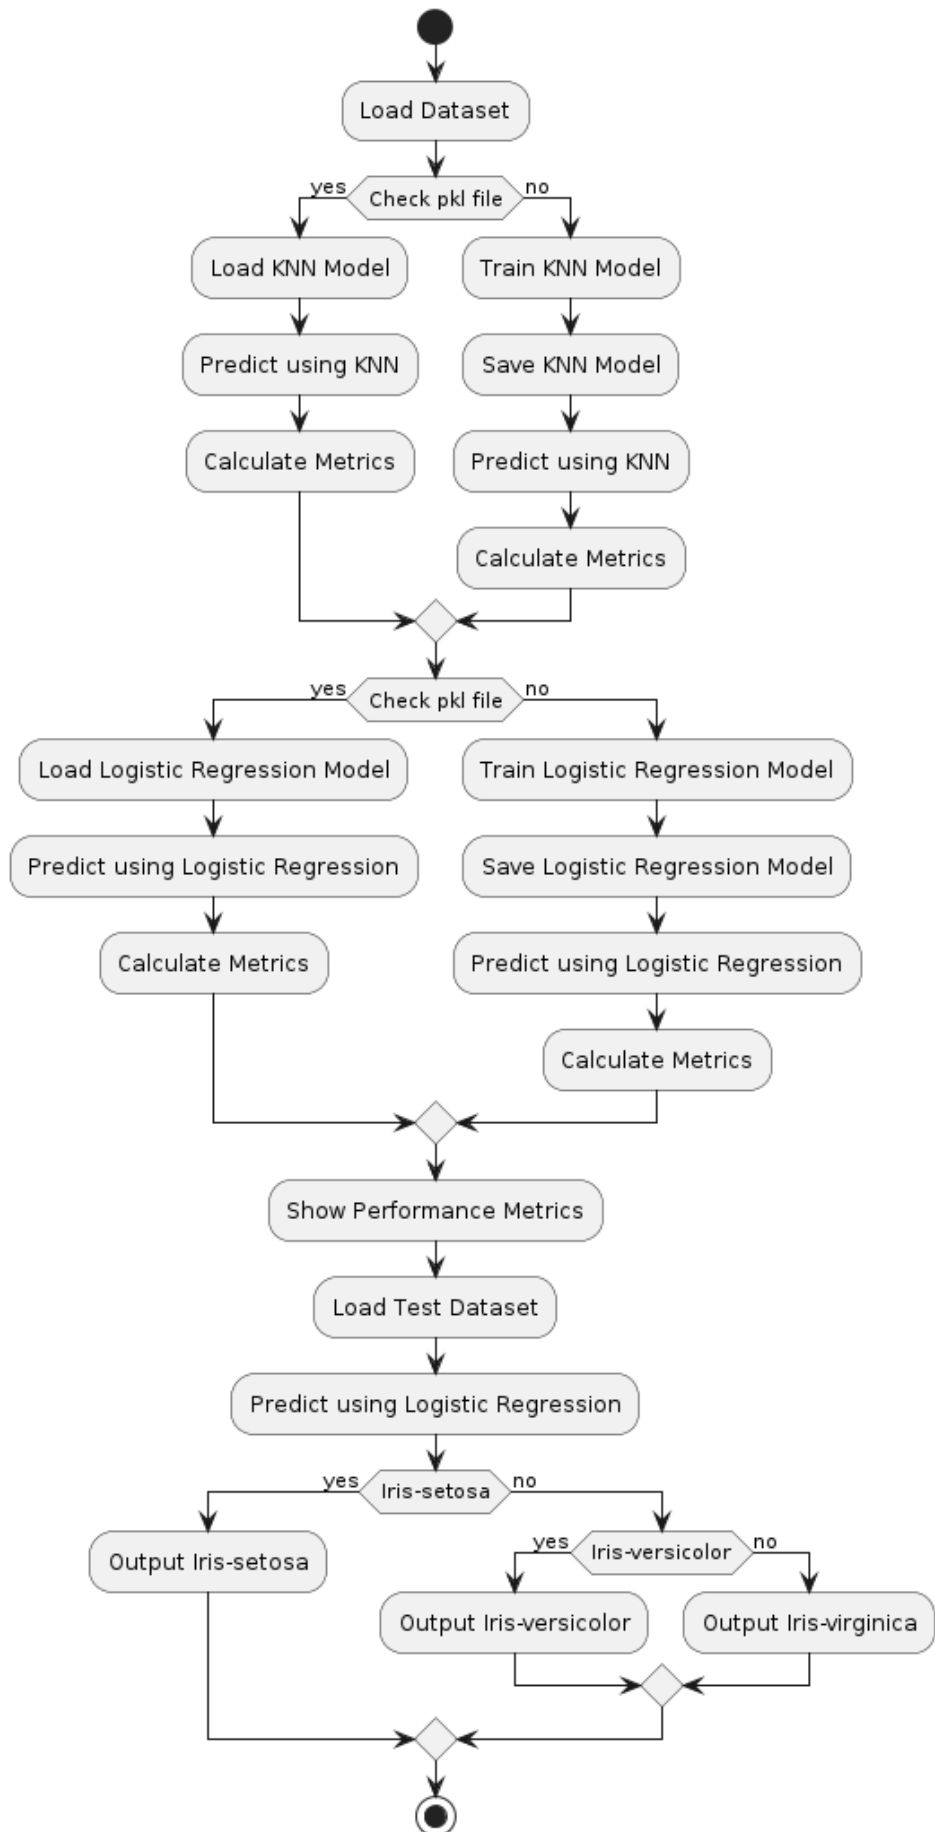 Load Dataset
yes
Check pkl file
no
Load KNN Model
Train KNN Model
Predict using KNN
Save KNN Model
Calculate Metrics
Predict using KNN
Calculate Metrics
yes
Check pkl file
no
Load Logistic Regression Model
Train Logistic Regression Model
Predict using Logistic Regression
Save Logistic Regression Model
Calculate Metrics
Predict using Logistic Regression
Calculate Metrics
Show Performance Metrics
Load Test Dataset
Predict using Logistic Regression
yes
Iris-setosa
no
Output Iris-setosa
yes
Iris-versicolor
no
Output Iris-versicolor
Output Iris-virginica